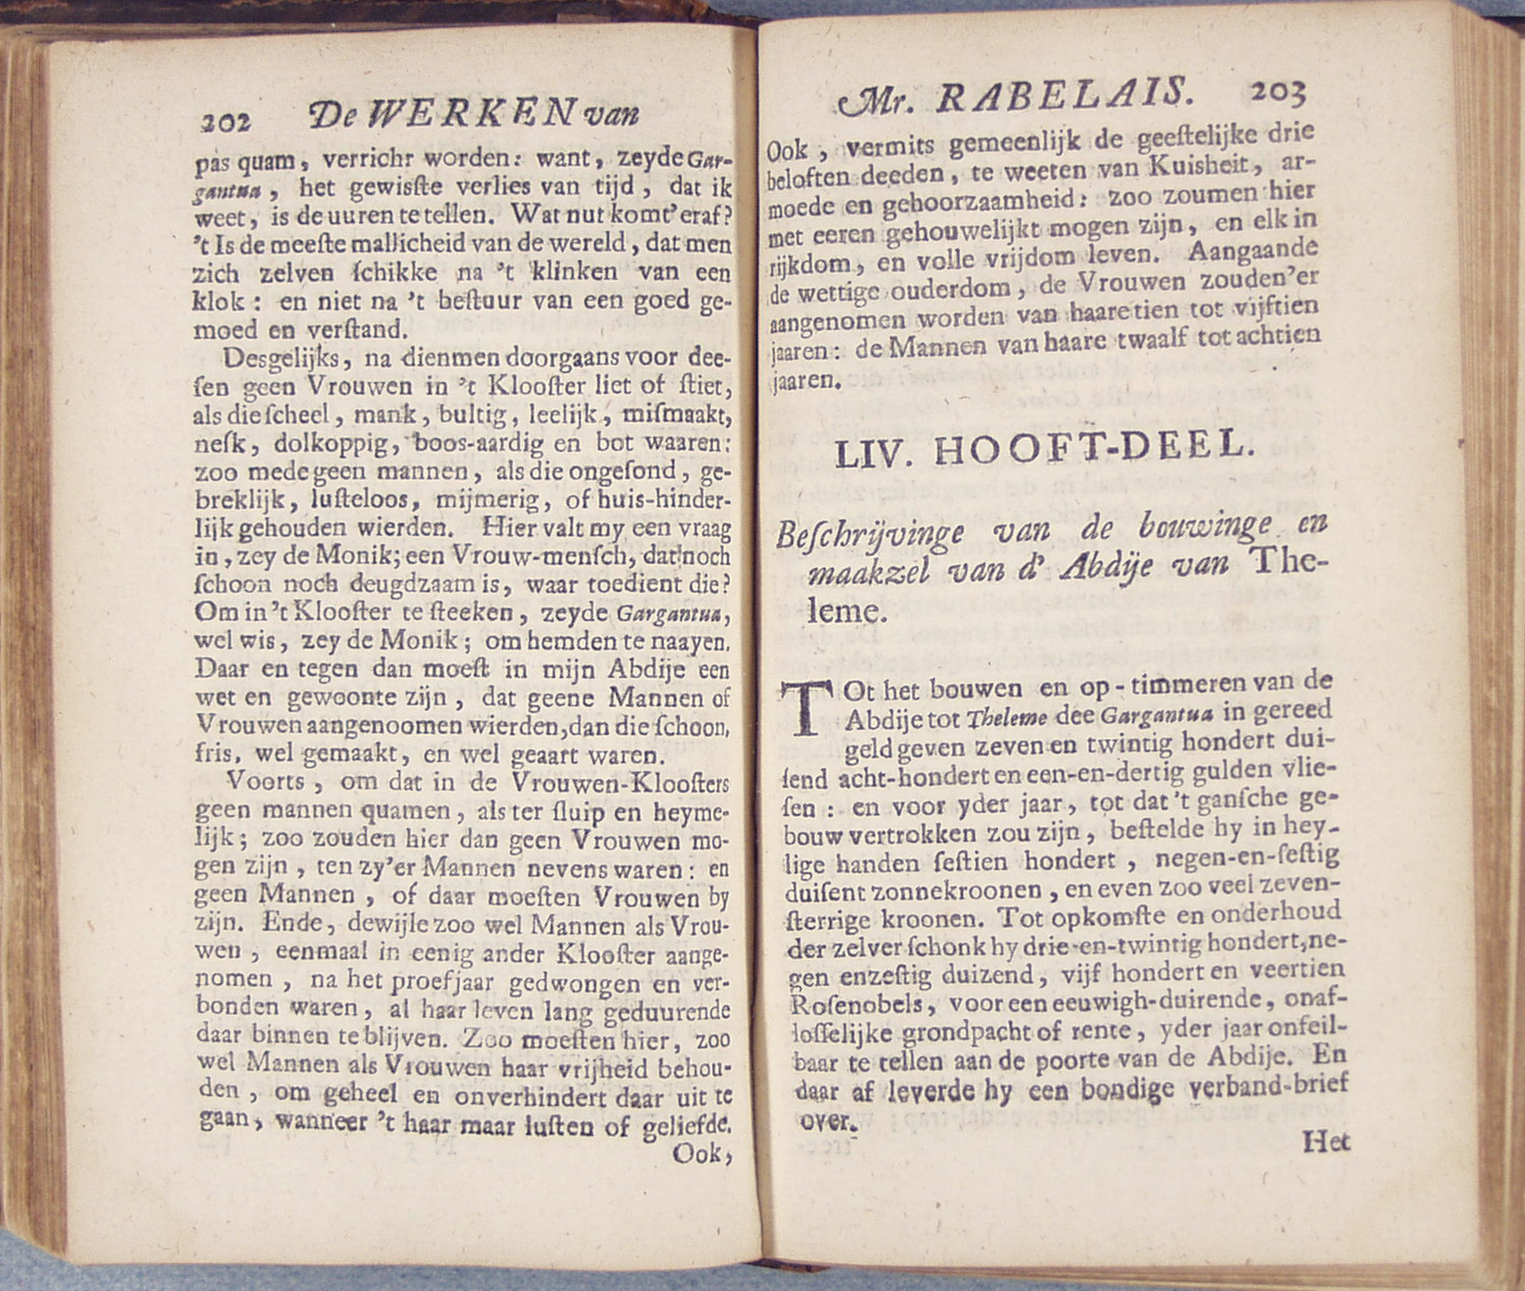 202 De WERKEN van
pas quam, verricht worden: want, zeyde Gar-
gantua, het gewisſte verlies van tijd, dat ik
weet, is de uuren te tellen. Wat nut komt'er af?
't Is de meeſte mallicheid van de wereld, dat men
zich zelven ſchikke na 't klinken van een
klok: en niet na 't beſtuur van een goed ge-
moed en verſtand.
Desgelijks, na dien men doorgaans voor dee-
ſen geen Vrouwen in 't Klooſter liet of ſtiet,
als die ſcheel, mank, bultig, leelijk, miſmaakt,
neſk, dolkoppig, boos-aardig en bot waaren:
zoo mede geen mannen, als die ongeſond, ge-
breklijk, luſteloos, mijmerig, of huis-hinder-
lijk gehouden wierden. Hier valt my een vraag
in, zey de Monik; een Vrouw-menſch, dat noch
ſchoon noch deugdzaam is, waar toe dient die?
Om in 't Klooſter te ſteeken, zeyde Gargantua,
wel wis, zey de Monik; om hemden te naayen.
Daar en tegen dan moeſt in mijn Abdije een
wet en gewoonte zijn, dat geene Mannen of
Vrouwen aangenoomen wierden, dan die ſchoon,
fris, wel gemaakt, en wel geaart waren.
Voorts, om dat in de Vrouwen-Klooſters
geen mannen quamen, als ter ſluip en heyme-
lijk; zoo zouden hier dan geen Vrouwen mo-
gen zijn, ten zy'er Mannen nevens waren: en
geen Mannen, of daar moeſten Vrouwen by
zijn. Ende, dewijle zoo wel Mannen als Vrou-
wen, eenmaal in eenig ander Klooſter aange-
nomen, na het proefjaar gedwongen en ver-
bonden waren, al haar leven lang geduurende
daar binnen te blijven. Zoo moeſten hier, zoo
wel Mannen als Vrouwen haar vrijheid behou-
den, om geheel en onverhindert daar uit te
gaan, wanneer 't haar maar luſten of geliefde.
Ook,
Mr. RABELAIS. 203
Ook, vermits gemeenlijk de geeſtelijke drie
beloften deeden, te weeten van Kuisheit, ar-
moede en gehoorzaamheid: zoo zoumen hier
met eeren gehouwelijkt mogen zijn, en elk in
rijkdom, en volle vrijdom leven. Aangaande
de wettige ouderdom, de Vrouwen zouden'er
aangenomen worden van haare tien tot vijftien
jaaren: de Mannen van haare twaalf tot achtien
jaaren.
LIV. HOOFT-DEEL.
Beſchrijvinge van de bouwinge en
maakzel van d' Abdije van The-
leme.
TOt het bouwen en op-timmeren van de
Abdije tot Theleme dee Gargantua in gereed
geld geven zeven en twintig hondert dui-
ſend acht-hondert en een-en-dertig gulden vlie-
ſen: en voor yder jaar, tot dat 't ganſche ge-
bouw vertrokken zou zijn, beſtelde hy in hey-
lige handen ſeſtien hondert, negen-en-ſeſtig
duiſent zonnekroonen, en even zoo veel zeven-
ſterrige kroonen. Tot opkomſte en onderhoud
der zelver ſchonk hy drie-en-twintig hondert, ne-
gen enzeſtig duizend, vijf hondert en veertien
Roſenobels, voor een eeuwigh-duirende, onaf-
loſſelijke grondpacht of rente, yder jaar onfeil-
baar te tellen aan de poorte van de Abdije. En
daar af leverde hy een bondige verband-brief
over.
Het